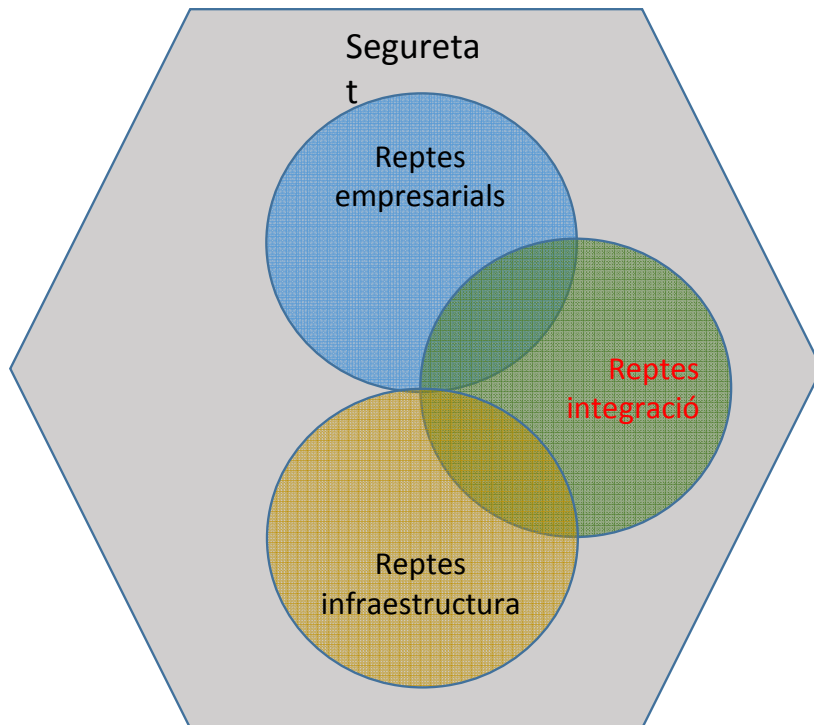 Segureta
t
Reptes
empresarials
Reptes
integració
Reptes
infraestructura